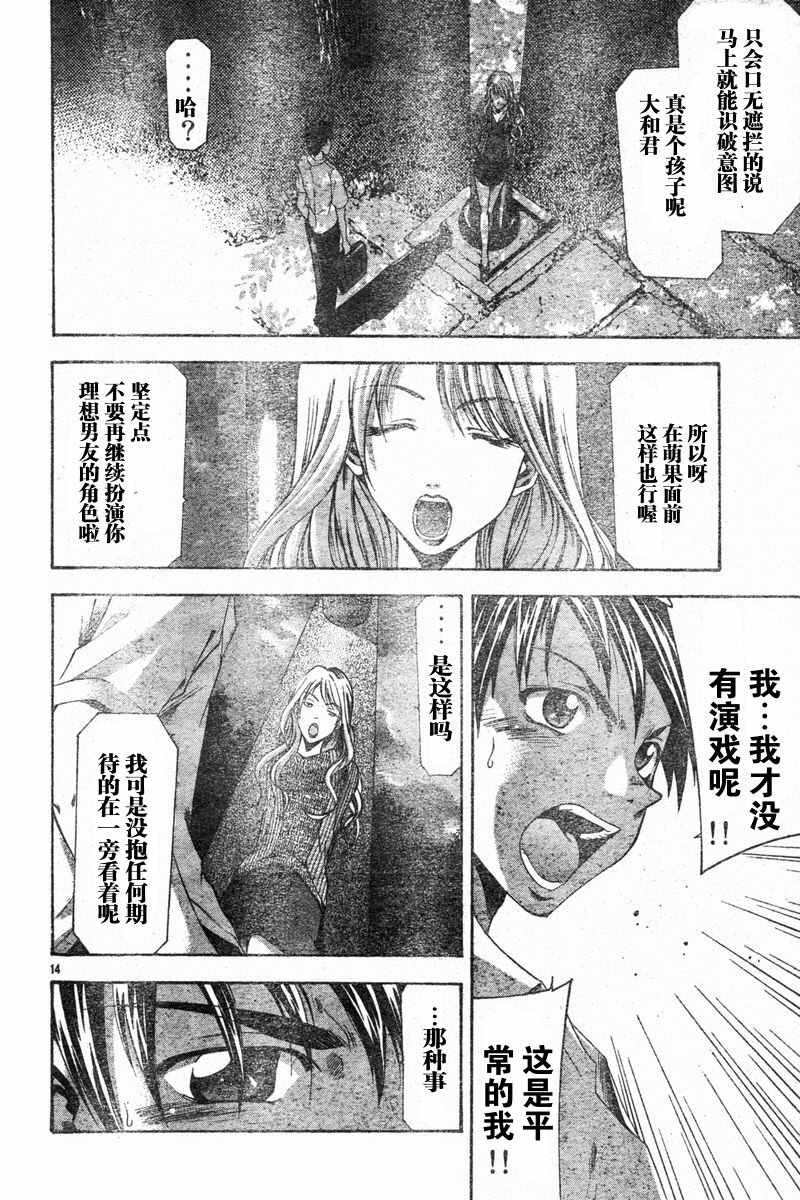 只会口无遮拦的说
马上就能识破意图
真是个孩子呢
大和君
……
哈？
所以呀
在萌果面前
这样也行喔
坚定点
不要再继续扮演你
理想男友的角色啦
我…我才没
有演戏呢
!!
……
是这样吗
我可是没抱任何期
待的在一旁看着呢
这是平
常的我
!!
…那种事
14